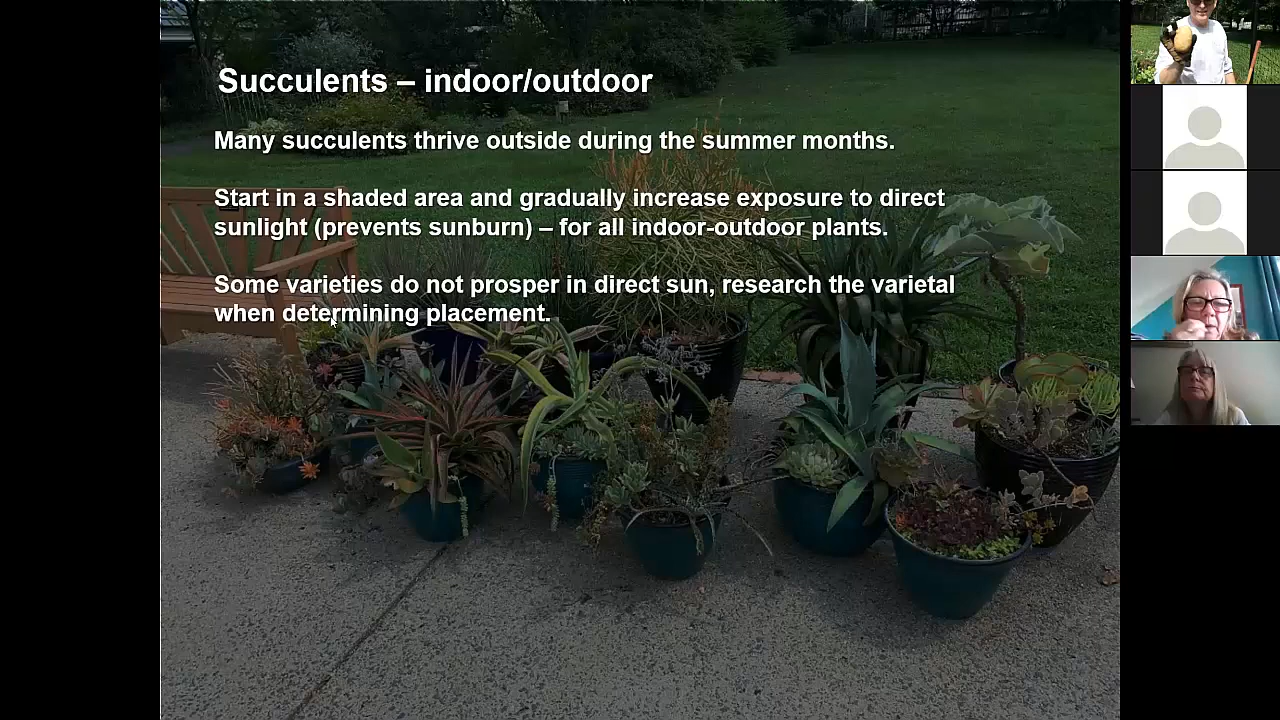 Succulents – indoor/outdoor
Many succulents thrive outside during the summer months.
Start in a shaded area and gradually increase exposure to direct
sunlight (prevents sunburn) – for all indoor-outdoor plants.
Some varieties do not prosper in direct sun, research the varietal
when determining placement.